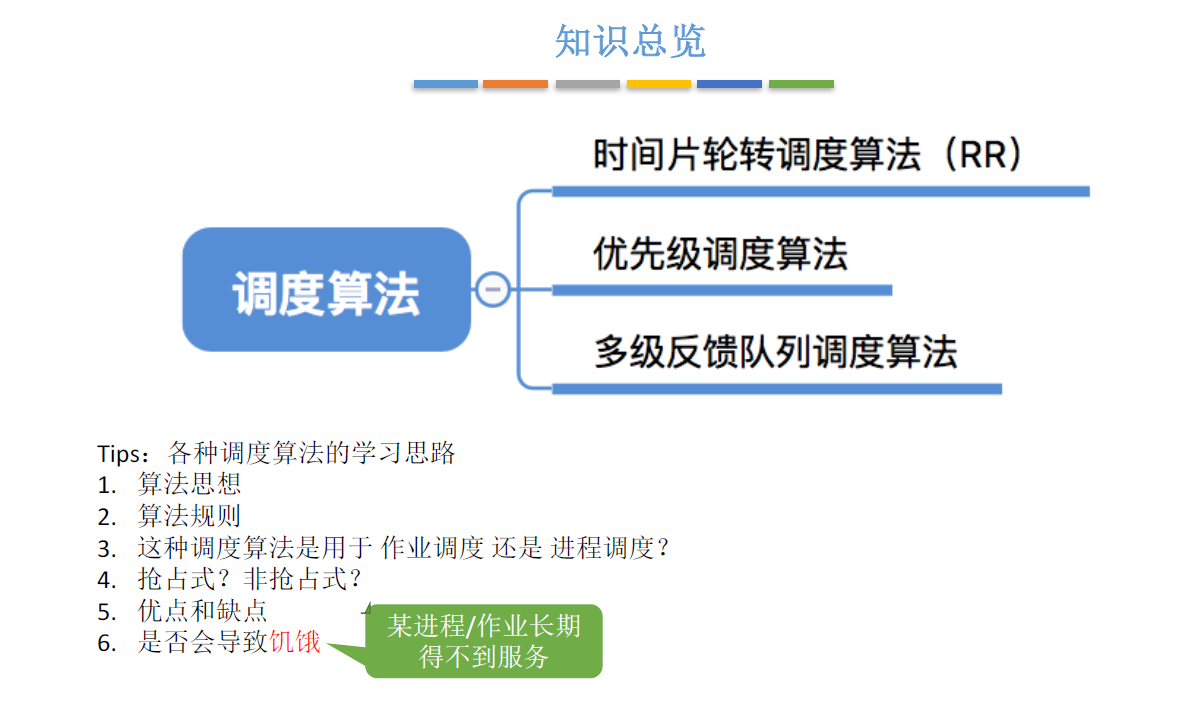 知识总览
时间片轮转调度算法（RR）
优先级调度算法
调度算法
多级反馈队列调度算法
Tips：各种调度算法的学习思路
1. 算法思想
2. 算法规则
3. 这种调度算法是用于 作业调度 还是 进程调度？
4. 抢占式？非抢占式？
5. 优点和缺点
6. 是否会导致饥饿
某进程/作业长期
得不到服务